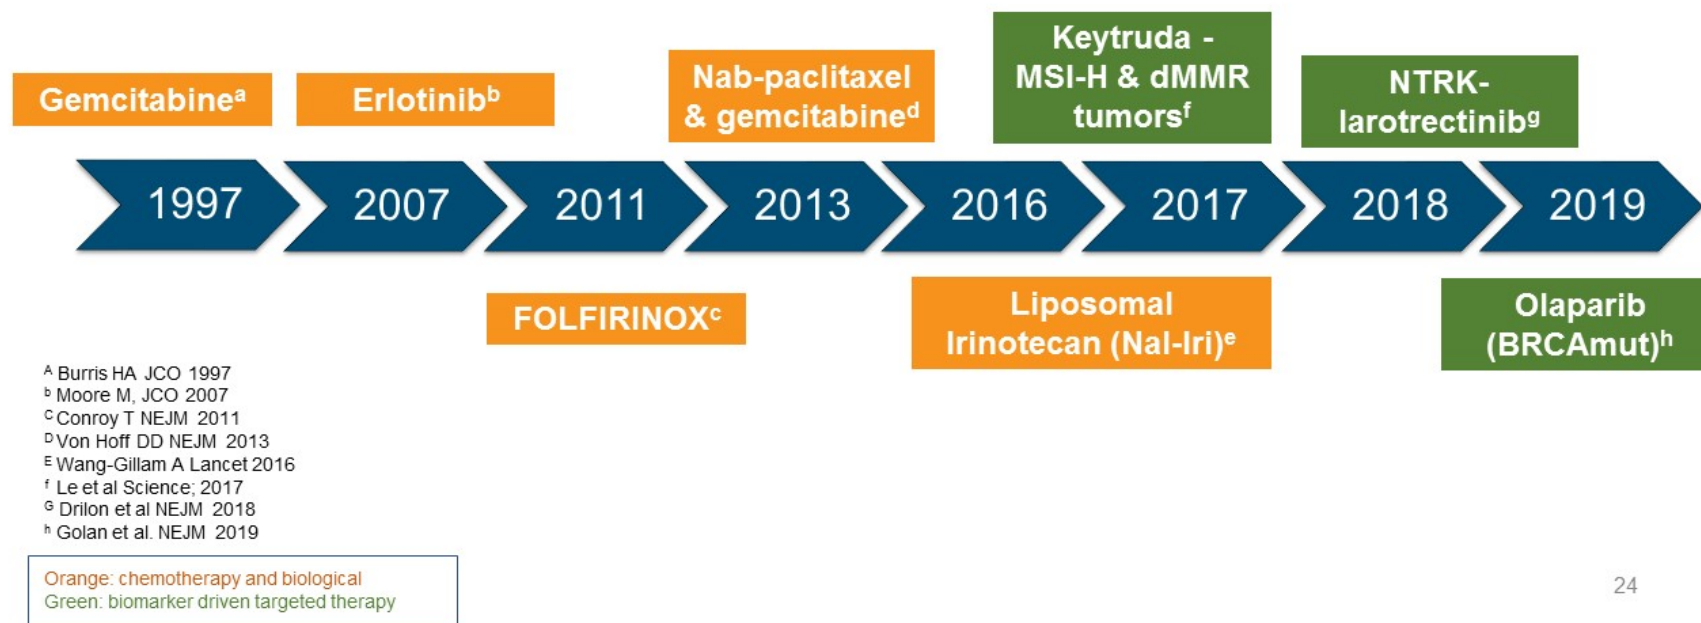 Gemcitabineᵃ
Erlotinibᵇ
Nab-paclitaxel
& gemcitabineᵈ
Keytruda -
MSI-H & dMMR
tumorsᶠ
NTRK-
larotrectinibᵍ
1997
2007
2011
2013
2016
2017
2018
2019
FOLFIRINOXᶜ
Liposomal
Irinotecan (Nal-Iri)ᵉ
Olaparib
(BRCAmut)ʰ
ᴬ Burris HA JCO 1997
ᵇ Moore M, JCO 2007
ᶜ Conroy T NEJM 2011
ᴰ Von Hoff DD NEJM 2013
ᴱ Wang-Gillam A Lancet 2016
ᶠ Le et al Science; 2017
ᴳ Drilon et al NEJM 2018
ʰ Golan et al. NEJM 2019
Orange: chemotherapy and biological
Green: biomarker driven targeted therapy
24